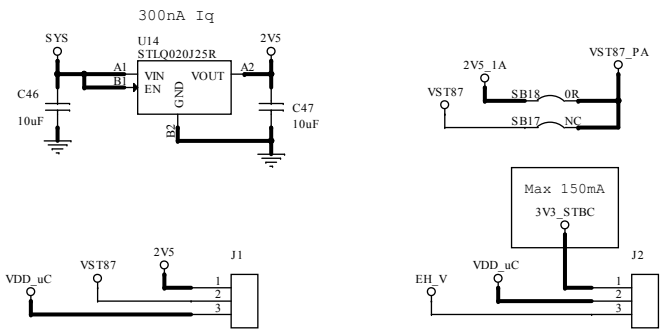 300nA Iq
SYS
U14
STLQ020J25R
2V5
A1
VIN
VOUT
A2
B1
EN
GND
B2
C46
10uF
C47
10uF
VST87_PA
2V5_1A
VST87
SB18
0R
SB17
NC
Max 150mA
3V3_STBC
2V5
J1
VST87
VDD_uC
1
2
3
J2
VDD_uC
EH_V
1
2
3